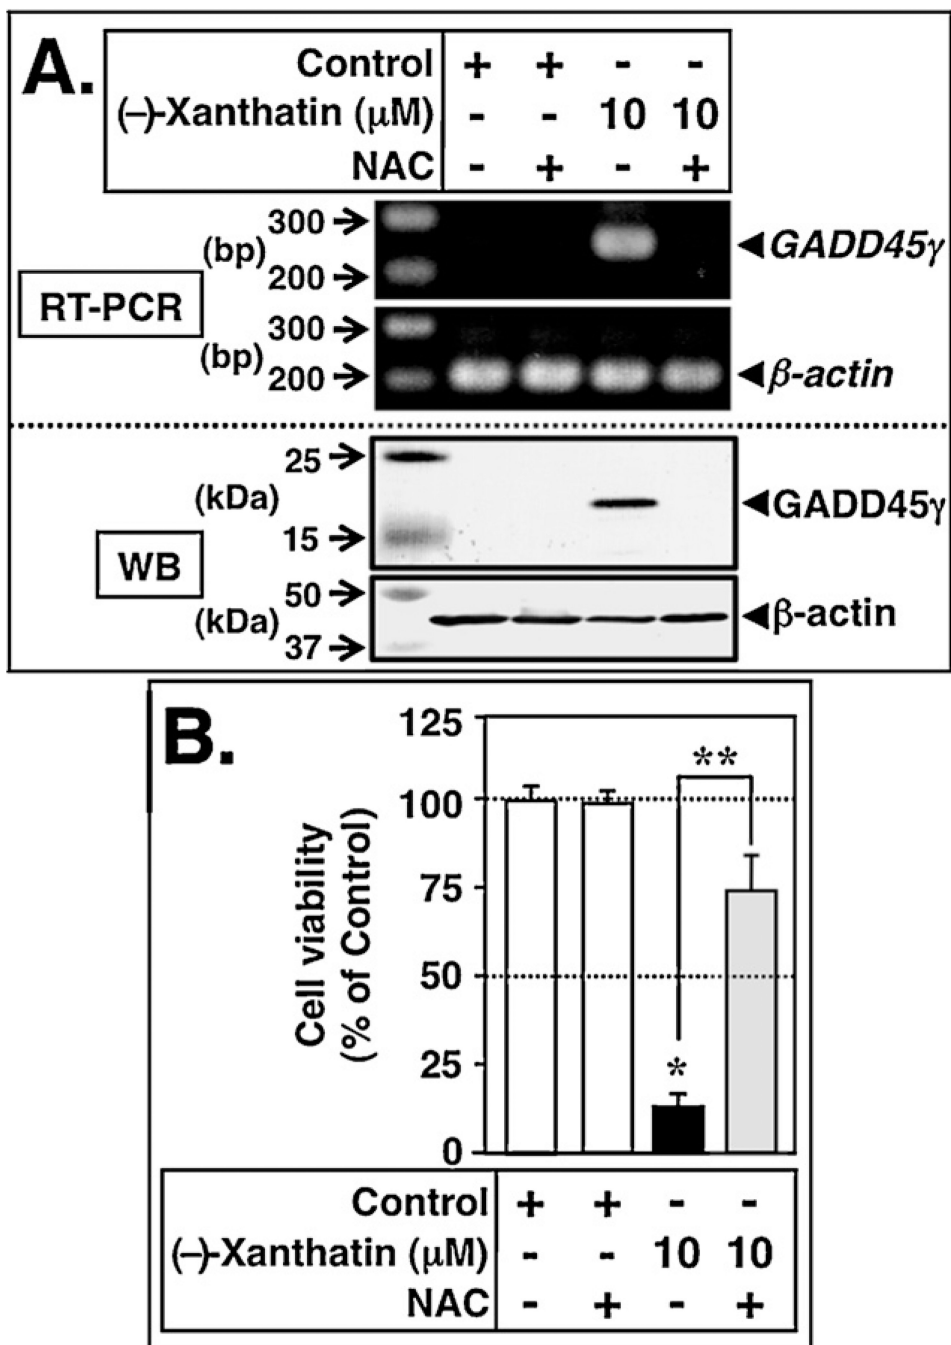 A.
Control + + - -
(–)-Xanthatin (μM) - - 10 10
NAC - + - +
300
(bp)
200
GADD45γ
RT-PCR
300
(bp)
200
β-actin
25
(kDa)
15
GADD45γ
WB
50
(kDa)
37
β-actin
B.
Cell viability
(% of Control)
125
100
75
50
25
0
**
*
Control + + - -
(–)-Xanthatin (μM) - - 10 10
NAC - + - +